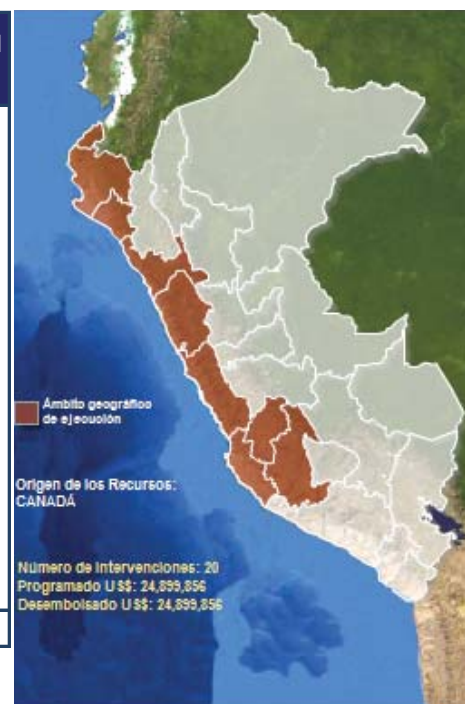 Ámbito geográfico
de ejecución
Origen de los Recursos:
CANADÁ
Número de Intervenciones: 20
Programado US$: 24,899,856
Desembolsado US$: 24,899,856